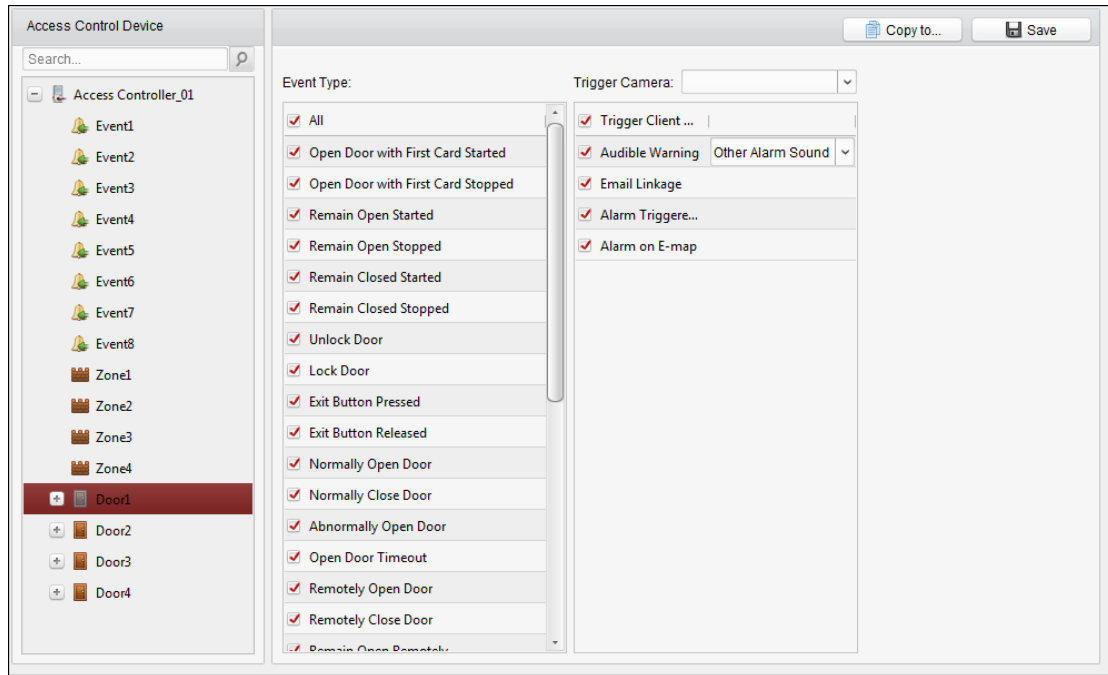 Access Control Device
Copy to...
Save
Search...
Access Controller_01
Event1
Event2
Event3
Event4
Event5
Event6
Event7
Event8
Zone1
Zone2
Zone3
Zone4
Door1
Door2
Door3
Door4
Event Type:
All
Open Door with First Card Started
Open Door with First Card Stopped
Remain Open Started
Remain Open Stopped
Remain Closed Started
Remain Closed Stopped
Unlock Door
Lock Door
Exit Button Pressed
Exit Button Released
Normally Open Door
Normally Close Door
Abnormally Open Door
Open Door Timeout
Remotely Open Door
Remotely Close Door
Remain Open Remotely
Trigger Camera:
Trigger Client ...
Audible Warning Other Alarm Sound
Email Linkage
Alarm Triggere...
Alarm on E-map